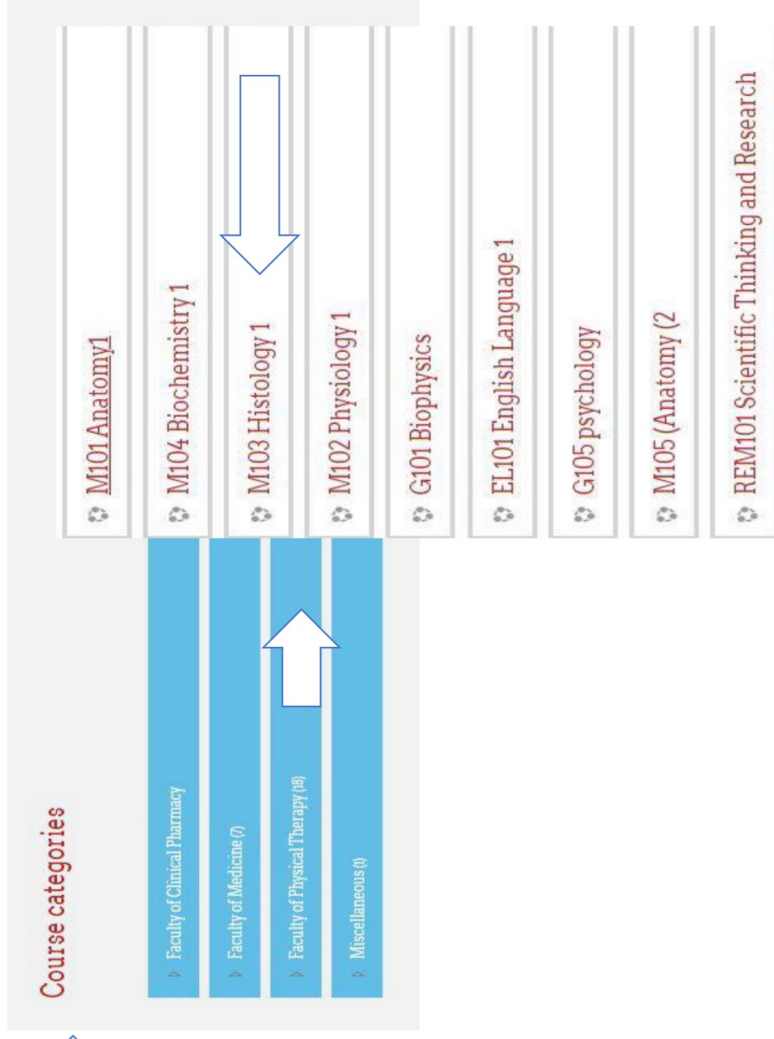 Course categories
Faculty of Clinical Pharmacy
Faculty of Medicine (7)
Faculty of Physical Therapy (18)
Miscellaneous (1)
M101 Anatomy1
M104 Biochemistry 1
M103 Histology 1
M102 Physiology 1
G101 Biophysics
EL101 English Language 1
G105 psychology
M105 (Anatomy (2
REM101 Scientific Thinking and Research